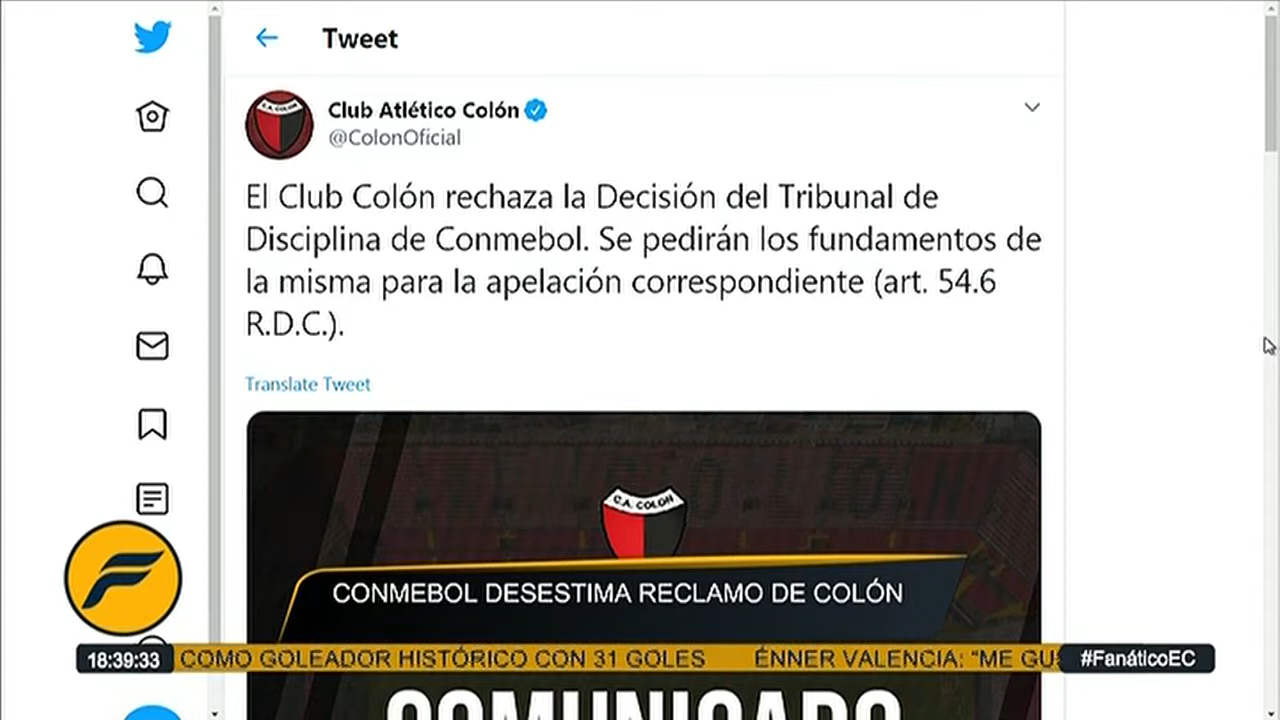 Tweet
Club Atlético Colón
@ColonOficial
El Club Colón rechaza la Decisión del Tribunal de
Disciplina de Conmebol. Se pedirán los fundamentos de
la misma para la apelación correspondiente (art. 54.6
R.D.C.).
Translate Tweet
C.A. COLON
CONMEBOL DESESTIMA RECLAMO DE COLÓN
18:39:33 COMO GOLEADOR HISTÓRICO CON 31 GOLES ÉNNER VALENCIA: “ME GU #FanáticoEC
COMUNICADO